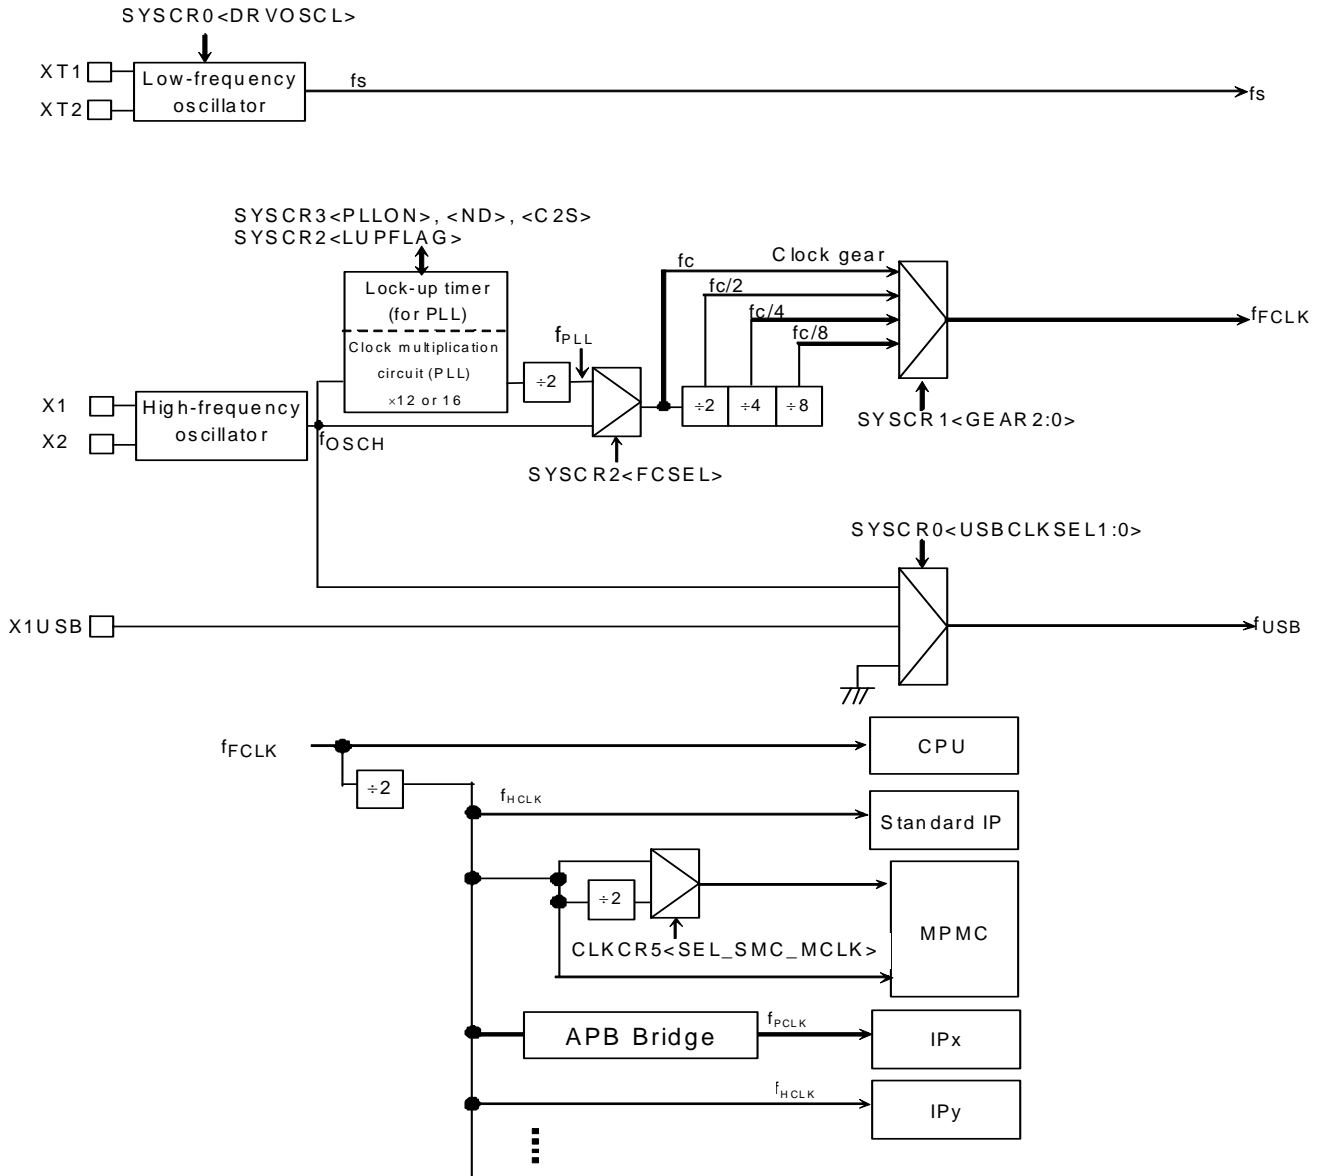 SYSCR0<DRVOSCL>
XT1
XT2
Low-frequency
oscillator
fs
fs
SYSCR3<PLLON>, <ND>, <C2S>
SYSCR2<LUPFLAG>
Lock-up timer
(for PLL)
Clock multiplication
circuit (PLL)
×12 or 16
÷2
fPLL
fc
Clock gear
fc/2
fc/4
fc/8
fFCLK
X1
X2
High-frequency
oscillator
fOSCH
÷2
÷4
÷8
SYSCR1<GEAR2:0>
SYSCR2<FCSEL>
SYSCR0<USBCLKSEL1:0>
X1USB
fUSB
fFCLK
CPU
÷2
fHCLK
Standard IP
÷2
MPMC
CLKCR5<SEL_SMC_MCLK>
APB Bridge
fPCLK
IPx
fHCLK
IPy